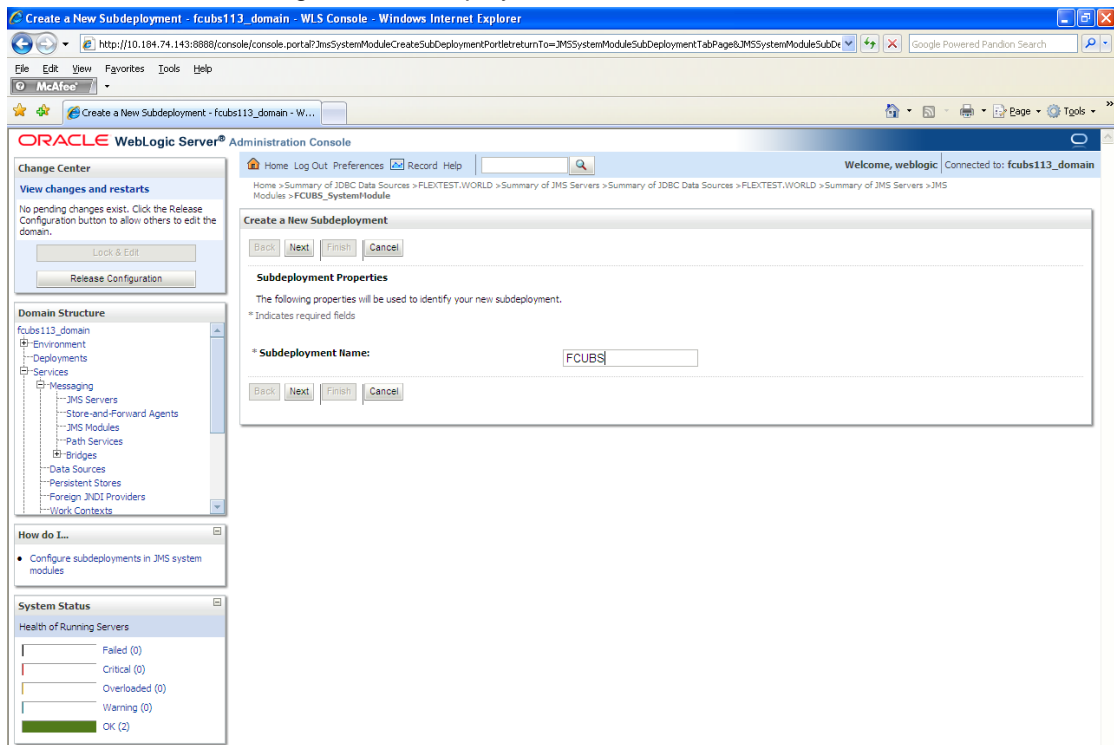 Create a New Subdeployment - fcubs113_domain - WLS Console - Windows Internet Explorer
http://10.184.74.143:8888/console/console.portal?JmsSystemModuleCreateSubDeploymentPortletreturnTo=JMSSystemModuleSubDeploymentTabPage&JMSSystemModuleSubDe
Google Powered Pandion Search
File Edit View Favorites Tools Help
McAfee
Create a New Subdeployment - fcubs113_domain - W...
Page Tools
ORACLE WebLogic Server® Administration Console
Change Center
View changes and restarts
No pending changes exist. Click the Release
Configuration button to allow others to edit the
domain.
Lock & Edit
Release Configuration
Domain Structure
fcubs113_domain
Environment
Deployments
Services
Messaging
JMS Servers
Store-and-Forward Agents
JMS Modules
Path Services
Bridges
Data Sources
Persistent Stores
Foreign JNDI Providers
Work Contexts
How do I...
Configure subdeployments in JMS system
modules
System Status
Health of Running Servers
Failed (0)
Critical (0)
Overloaded (0)
Warning (0)
OK (2)
Home Log Out Preferences Record Help
Welcome, weblogic Connected to: fcubs113_domain
Home >Summary of JDBC Data Sources >FLEXTEST.WORLD >Summary of JMS Servers >Summary of JDBC Data Sources >FLEXTEST.WORLD >Summary of JMS Servers >JMS
Modules >FCUBS_SystemModule
Create a New Subdeployment
Back Next Finish Cancel
Subdeployment Properties
The following properties will be used to identify your new subdeployment.
* Indicates required fields
* Subdeployment Name: FCUBS
Back Next Finish Cancel